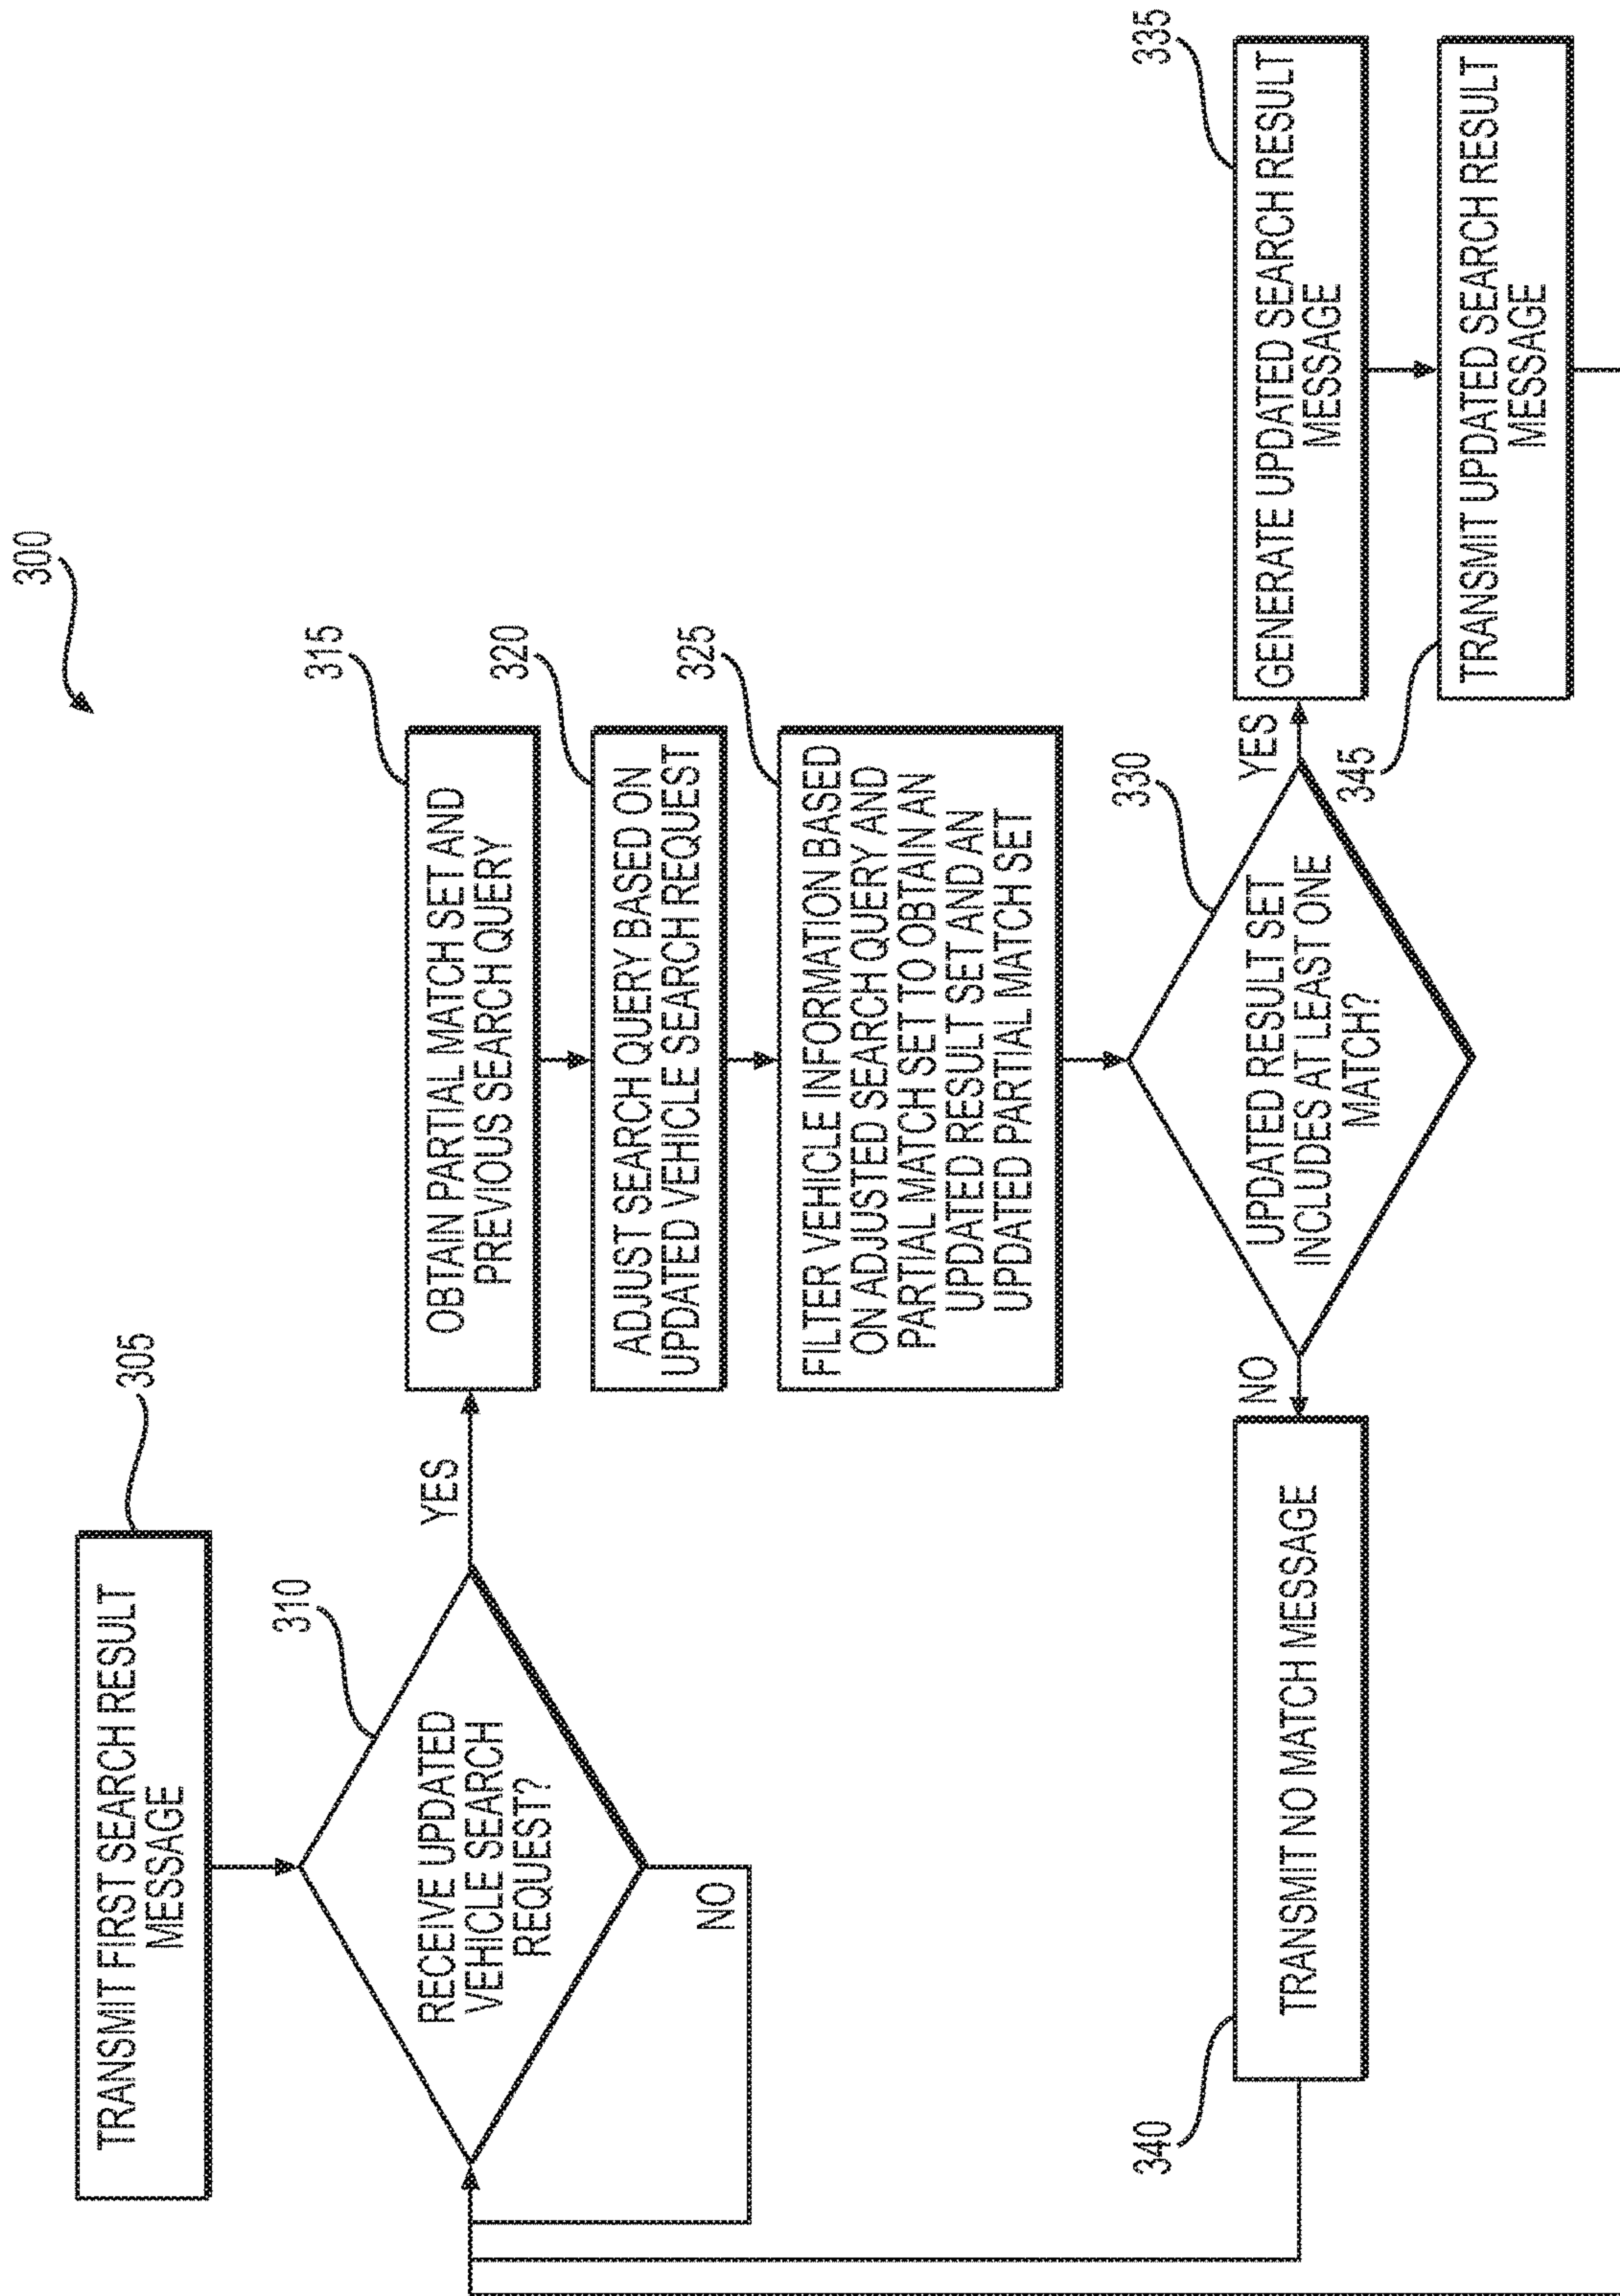 300
305
TRANSMIT FIRST SEARCH RESULT
MESSAGE
310
RECEIVE UPDATED
VEHICLE SEARCH
REQUEST?
YES
NO
315
OBTAIN PARTIAL MATCH SET AND
PREVIOUS SEARCH QUERY
320
ADJUST SEARCH QUERY BASED ON
UPDATED VEHICLE SEARCH REQUEST
325
FILTER VEHICLE INFORMATION BASED
ON ADJUSTED SEARCH QUERY AND
PARTIAL MATCH SET TO OBTAIN AN
UPDATED RESULT SET AND AN
UPDATED PARTIAL MATCH SET
330
UPDATED RESULT SET
INCLUDES AT LEAST ONE
MATCH?
NO
YES
340
TRANSMIT NO MATCH MESSAGE
335
GENERATE UPDATED SEARCH RESULT
MESSAGE
345
TRANSMIT UPDATED SEARCH RESULT
MESSAGE